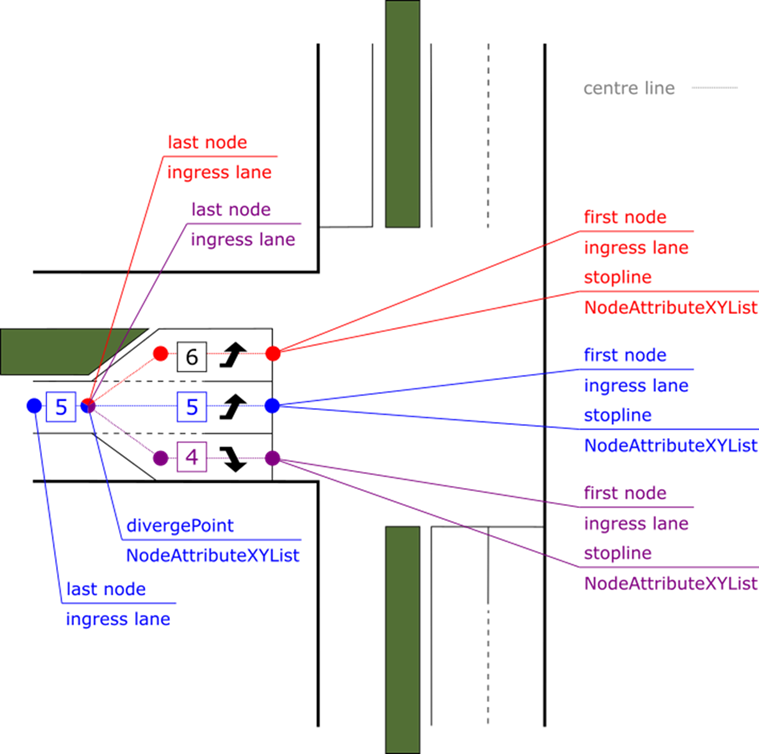 centre line
last node
ingress lane
last node
ingress lane
first node
ingress lane
stopline
NodeAttributeXYList
6
first node
ingress lane
stopline
NodeAttributeXYList
5
5
4
first node
ingress lane
stopline
NodeAttributeXYList
divergePoint
NodeAttributeXYList
last node
ingress lane